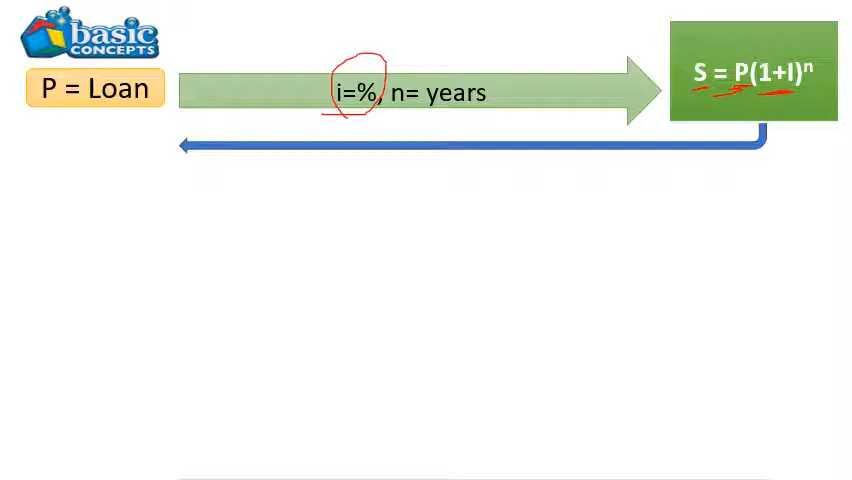 basic
CONCEPTS
P = Loan
i=%, n= years
S = P(1+I)ⁿ